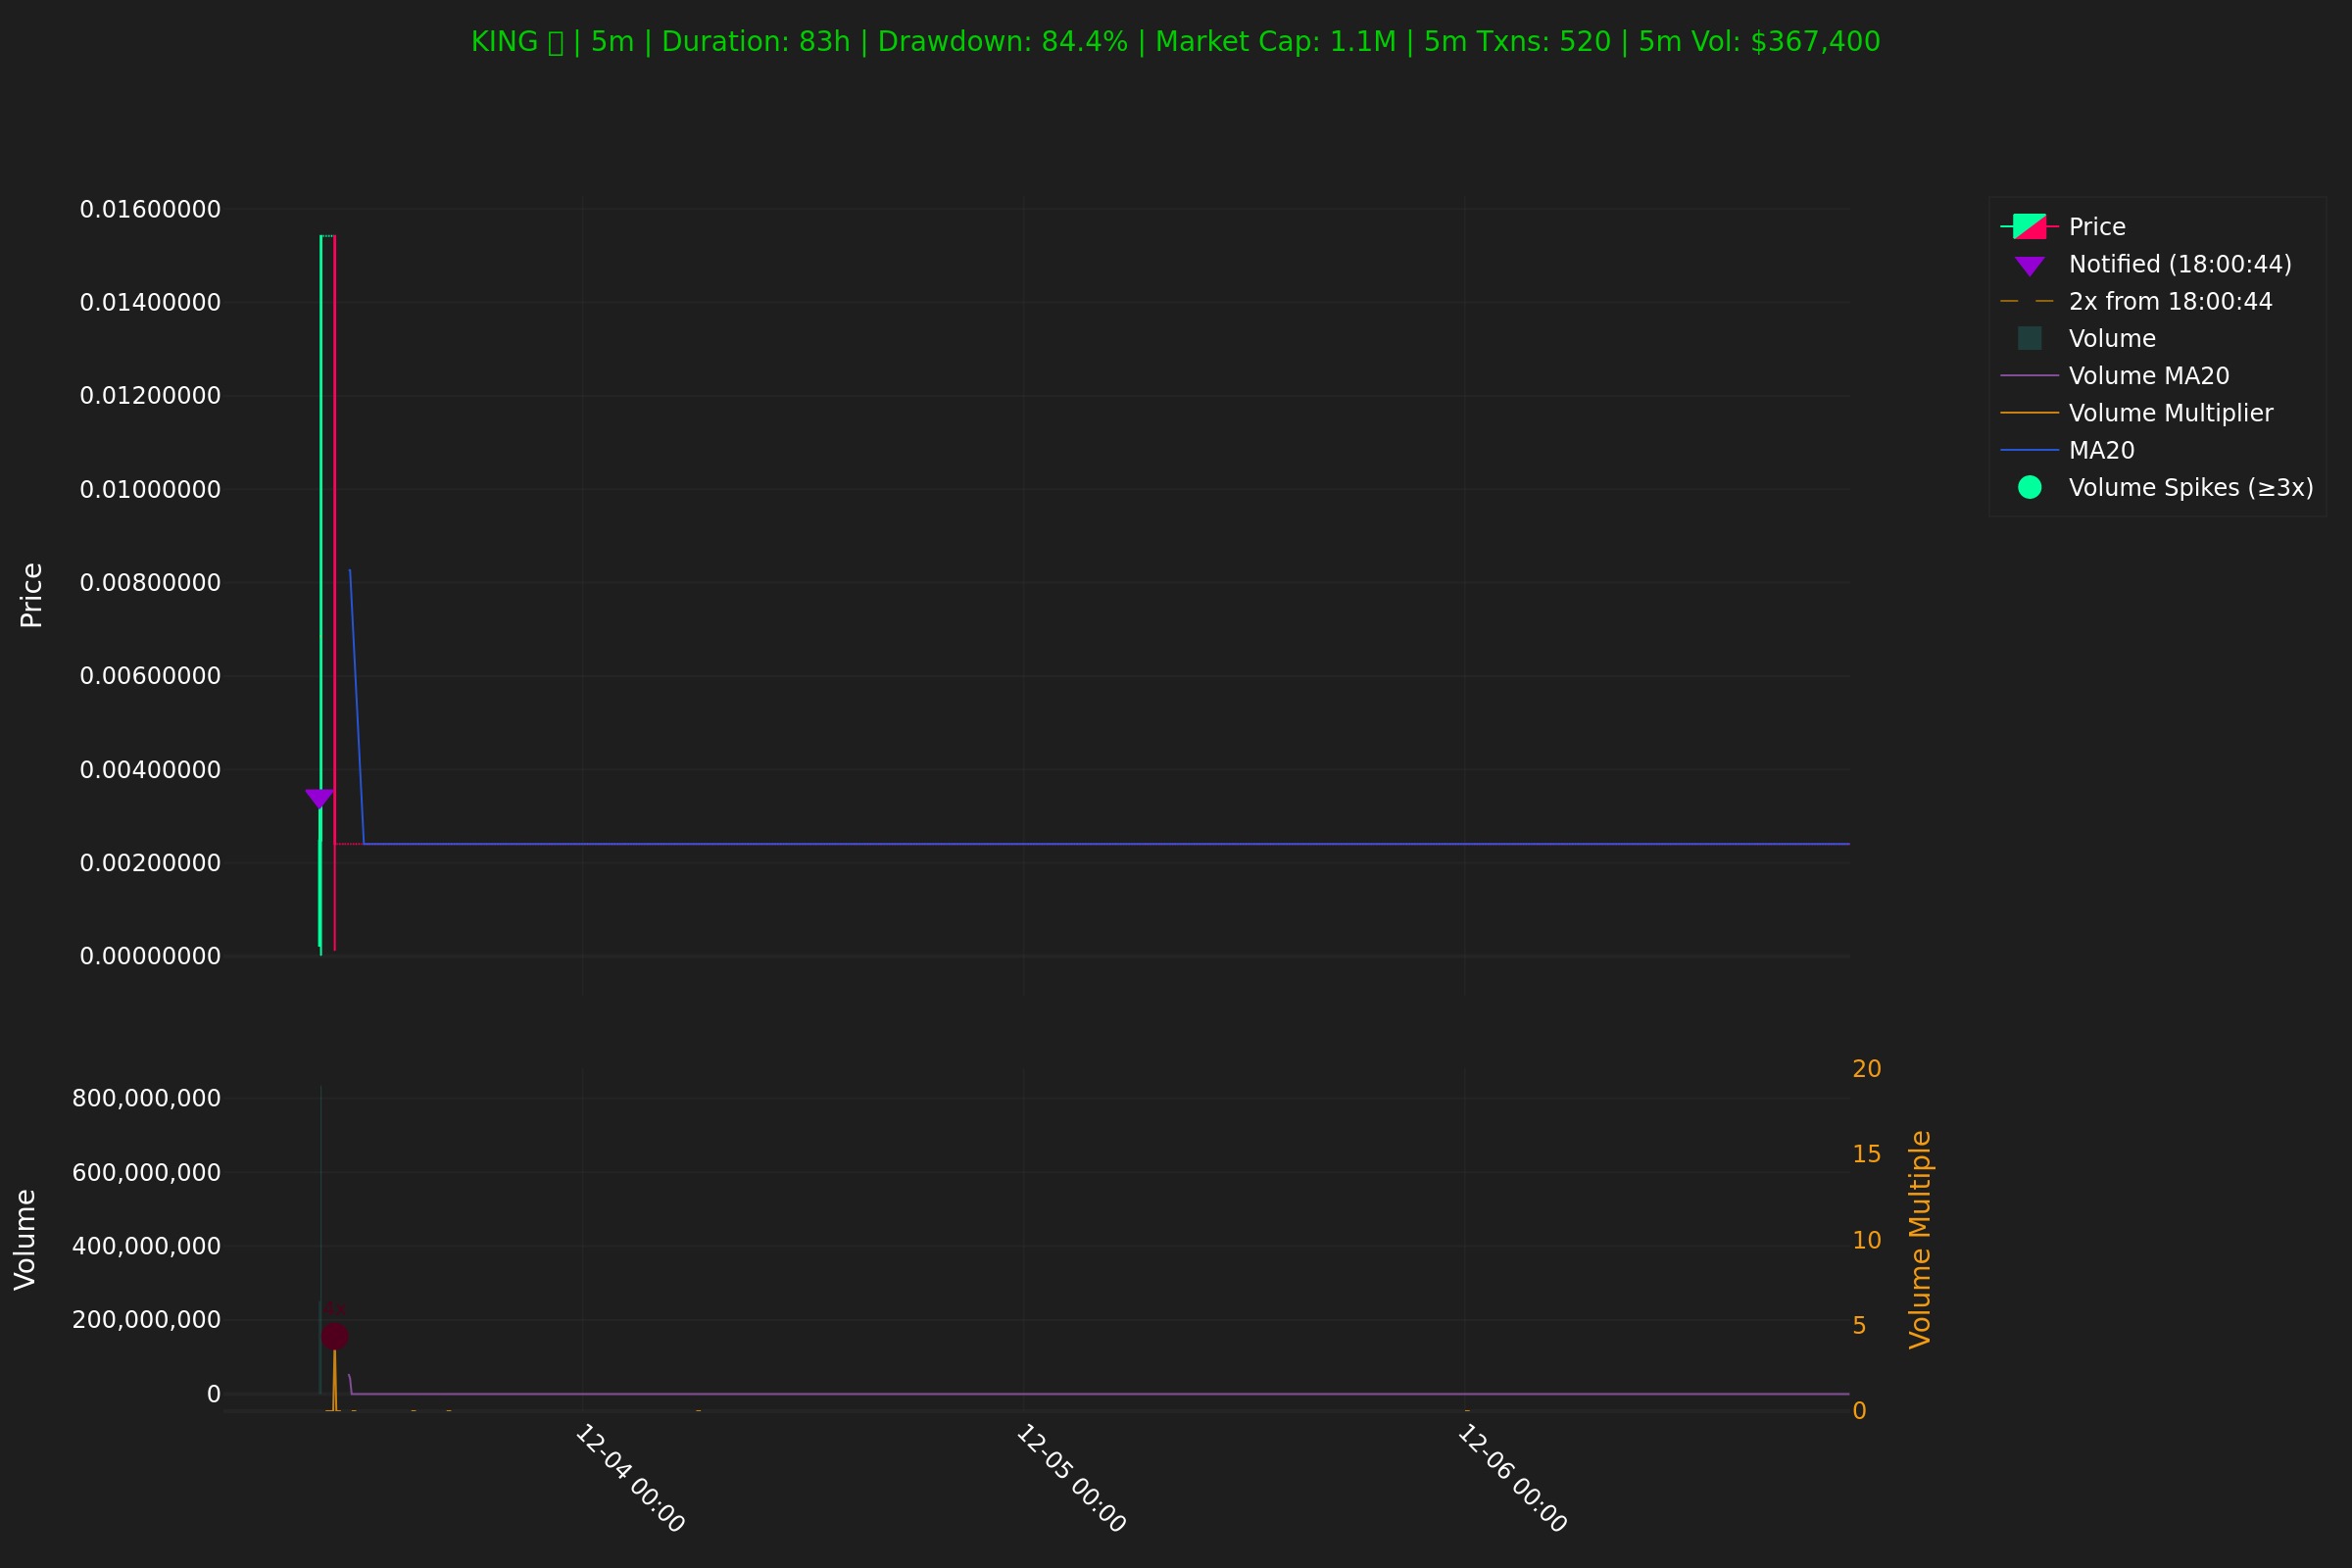 KING ▯ | 5m | Duration: 83h | Drawdown: 84.4% | Market Cap: 1.1M | 5m Txns: 520 | 5m Vol: $367,400
0.01600000
0.01400000
0.01200000
0.01000000
0.00800000
0.00600000
0.00400000
0.00200000
0.00000000
Price
Price
Notified (18:00:44)
2x from 18:00:44
Volume
Volume MA20
Volume Multiplier
MA20
Volume Spikes (≥3x)
800,000,000
600,000,000
400,000,000
200,000,000
0
Volume
20
15
10
5
0
Volume Multiple
12-04 00:00
12-05 00:00
12-06 00:00